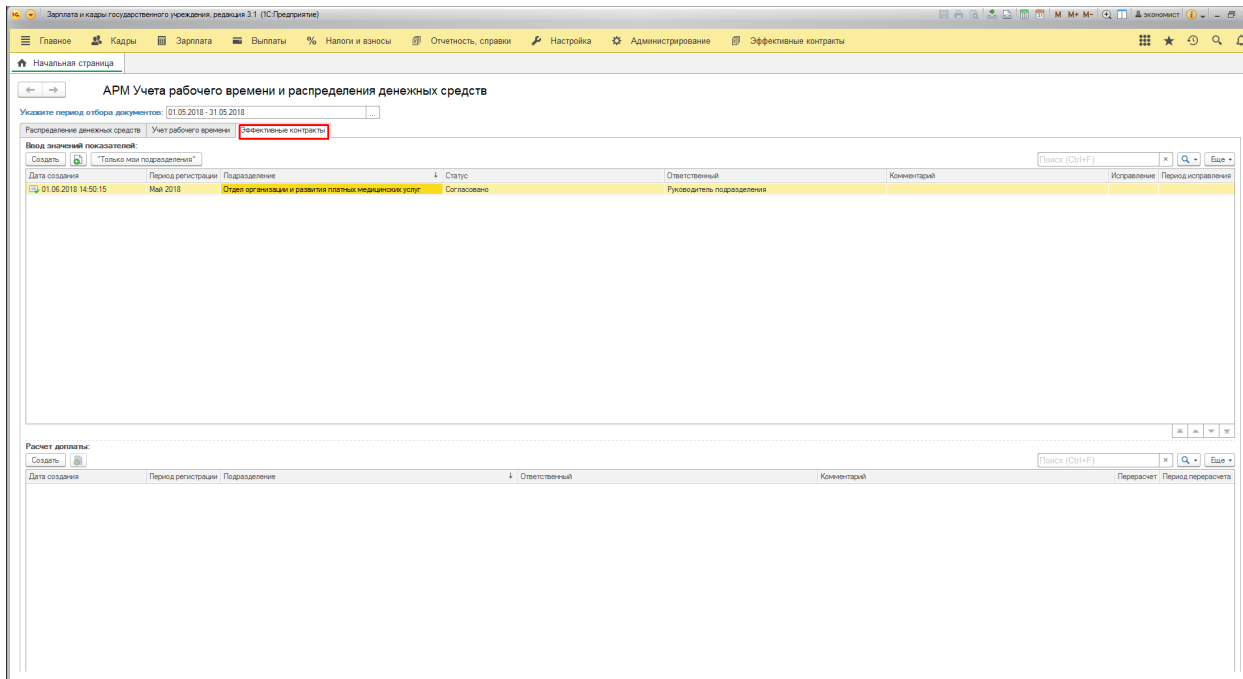 Зарплата и кадры государственного учреждения, редакция 3.1 (1С:Предприятие) M M+ M- экономист
Главное Кадры Зарплата Выплаты % Налоги и взносы Отчетность, справки Настройка Администрирование Эффективные контракты
Начальная страница
АРМ Учета рабочего времени и распределения денежных средств
Укажите период отбора документов: 01.05.2018 - 31.05.2018 ...
Распределение денежных средств Учет рабочего времени Эффективные контракты
Ввод значений показателей:
Создать "Только мои подразделения" Поиск (Ctrl+F) × Еще
Дата создания Период регистрации Подразделение ↓ Статус Ответственный Комментарий Исправление Период исправления
01.06.2018 14:50:15 Май 2018 Отдел организации и развития платных медицинских услуг Согласовано Руководитель подразделения
Расчет доплаты:
Создать Поиск (Ctrl+F) × Еще
Дата создания Период регистрации Подразделение ↓ Ответственный Комментарий Перерасчет Период перерасчета